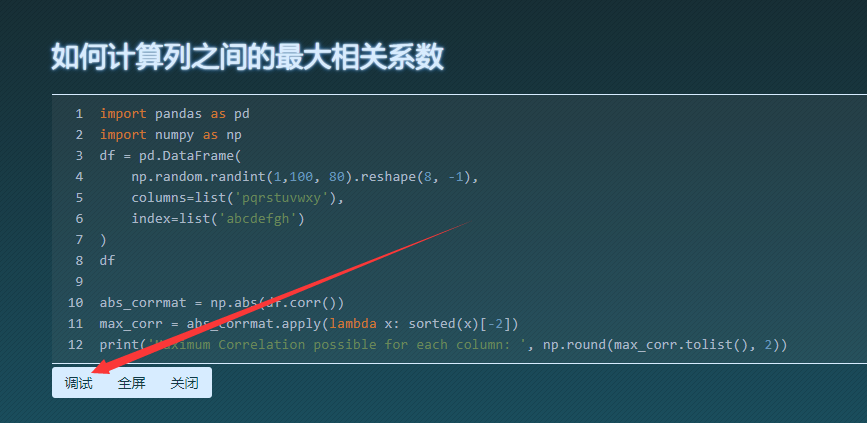 如何计算列之间的最大相关系数
1 import pandas as pd
2 import numpy as np
3 df = pd.DataFrame(
4     np.random.randint(1,100, 80).reshape(8, -1),
5     columns=list('pqrstuvwxy'),
6     index=list('abcdefgh')
7 )
8 df
9
10 abs_corrmat = np.abs(df.corr())
11 max_corr = abs_corrmat.apply(lambda x: sorted(x)[-2])
12 print('Maximum Correlation possible for each column: ', np.round(max_corr.tolist(), 2))
调试 全屏 关闭